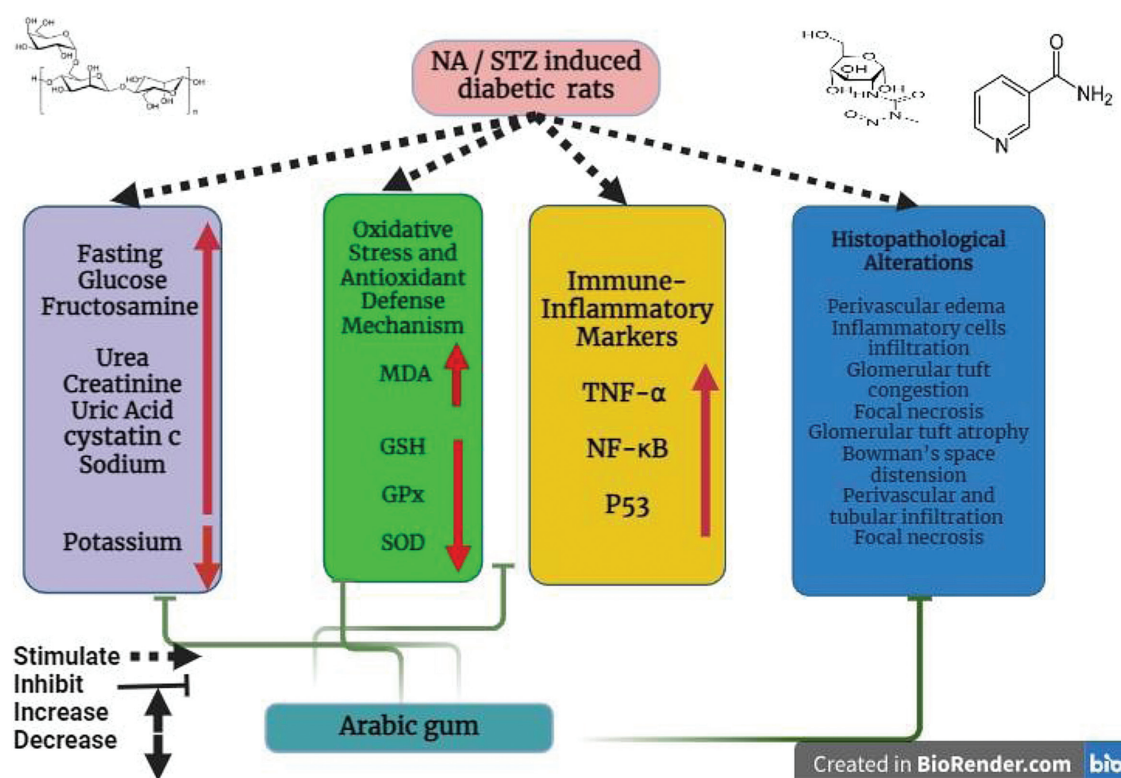 NA / STZ induced
diabetic rats
Fasting
Glucose
Fructosamine
Urea
Creatinine
Uric Acid
cystatin c
Sodium
Potassium
Oxidative
Stress and
Antioxidant
Defense
Mechanism
MDA
GSH
GPx
SOD
Immune-
Inflammatory
Markers
TNF-α
NF-κB
P53
Histopathological
Alterations
Perivascular edema
Inflammatory cells
infiltration
Glomerular tuft
congestion
Focal necrosis
Glomerular tuft atrophy
Bowman's space
distension
Perivascular and
tubular infiltration
Focal necrosis
Stimulate
Inhibit
Increase
Decrease
Arabic gum
Created in BioRender.com bio
HO
O
NH₂
N